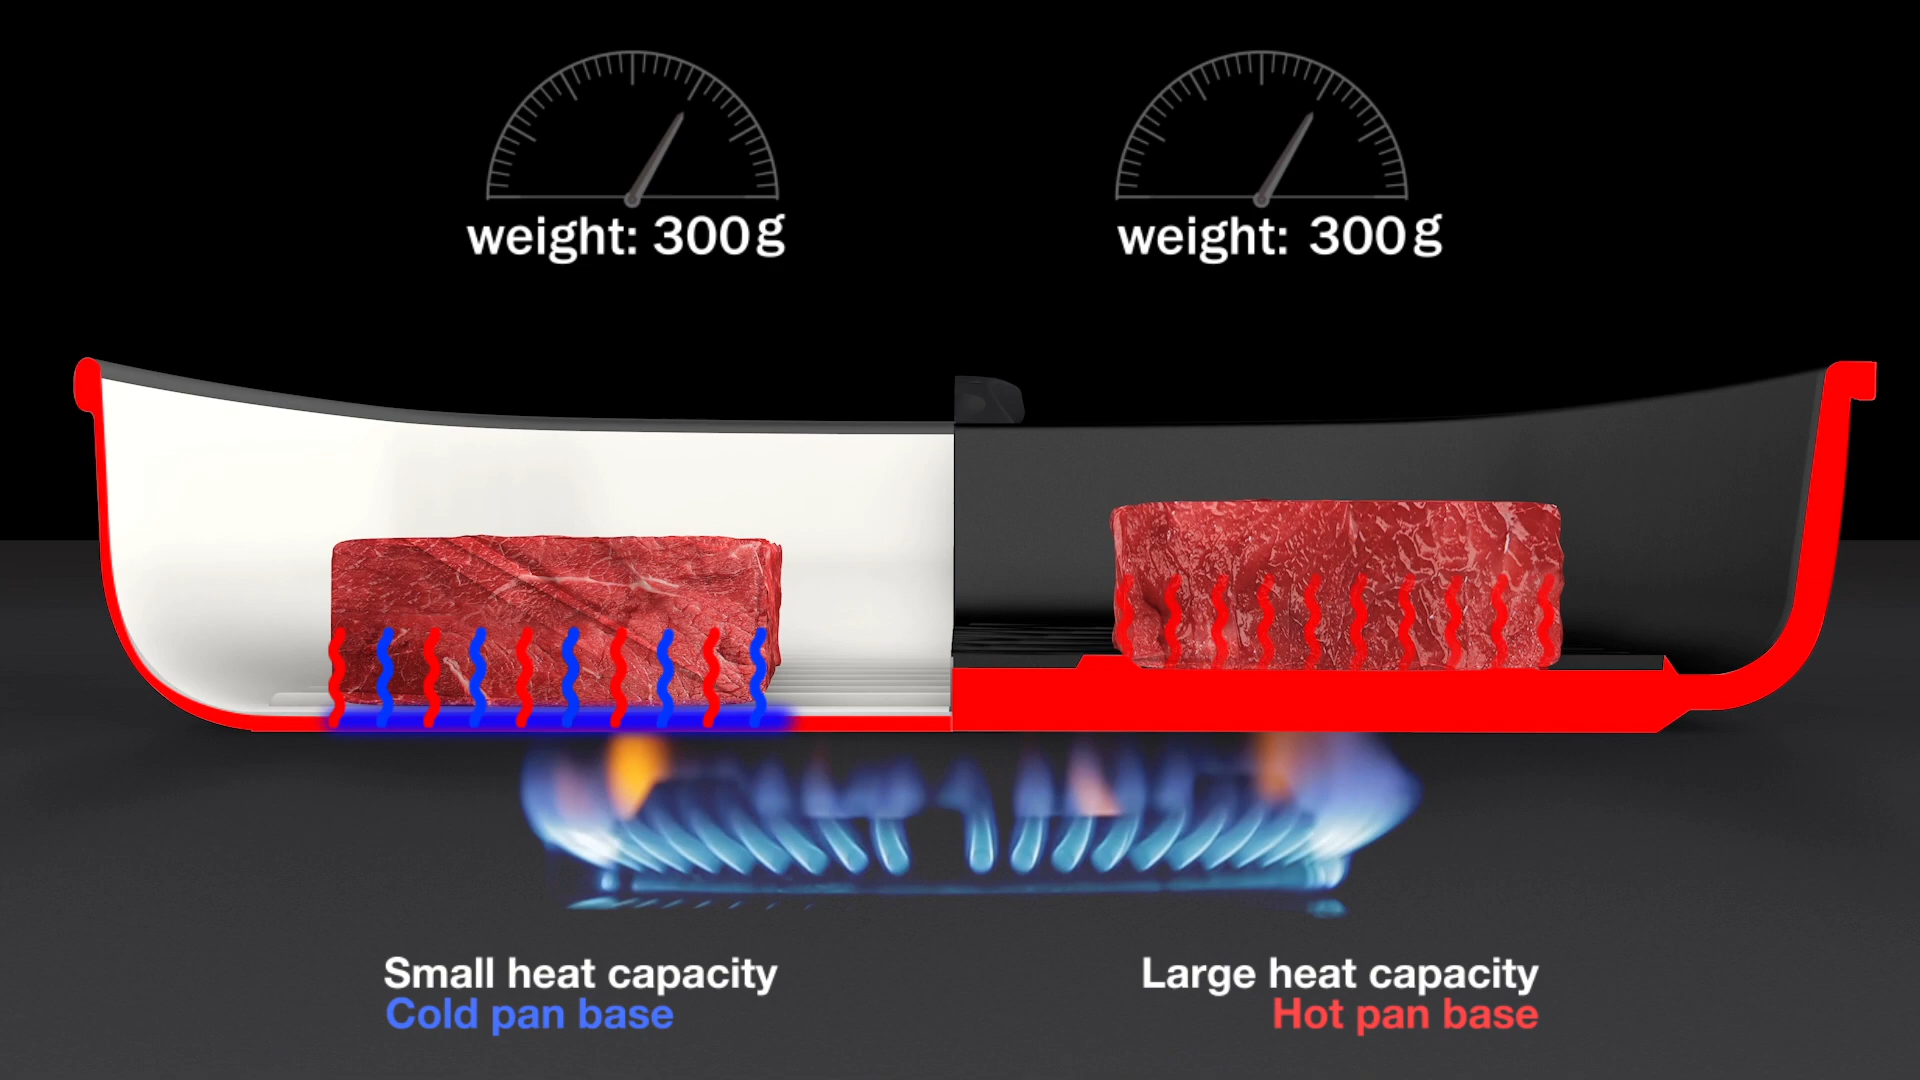 weight: 300g
weight: 300g
Small heat capacity
Cold pan base
Large heat capacity
Hot pan base